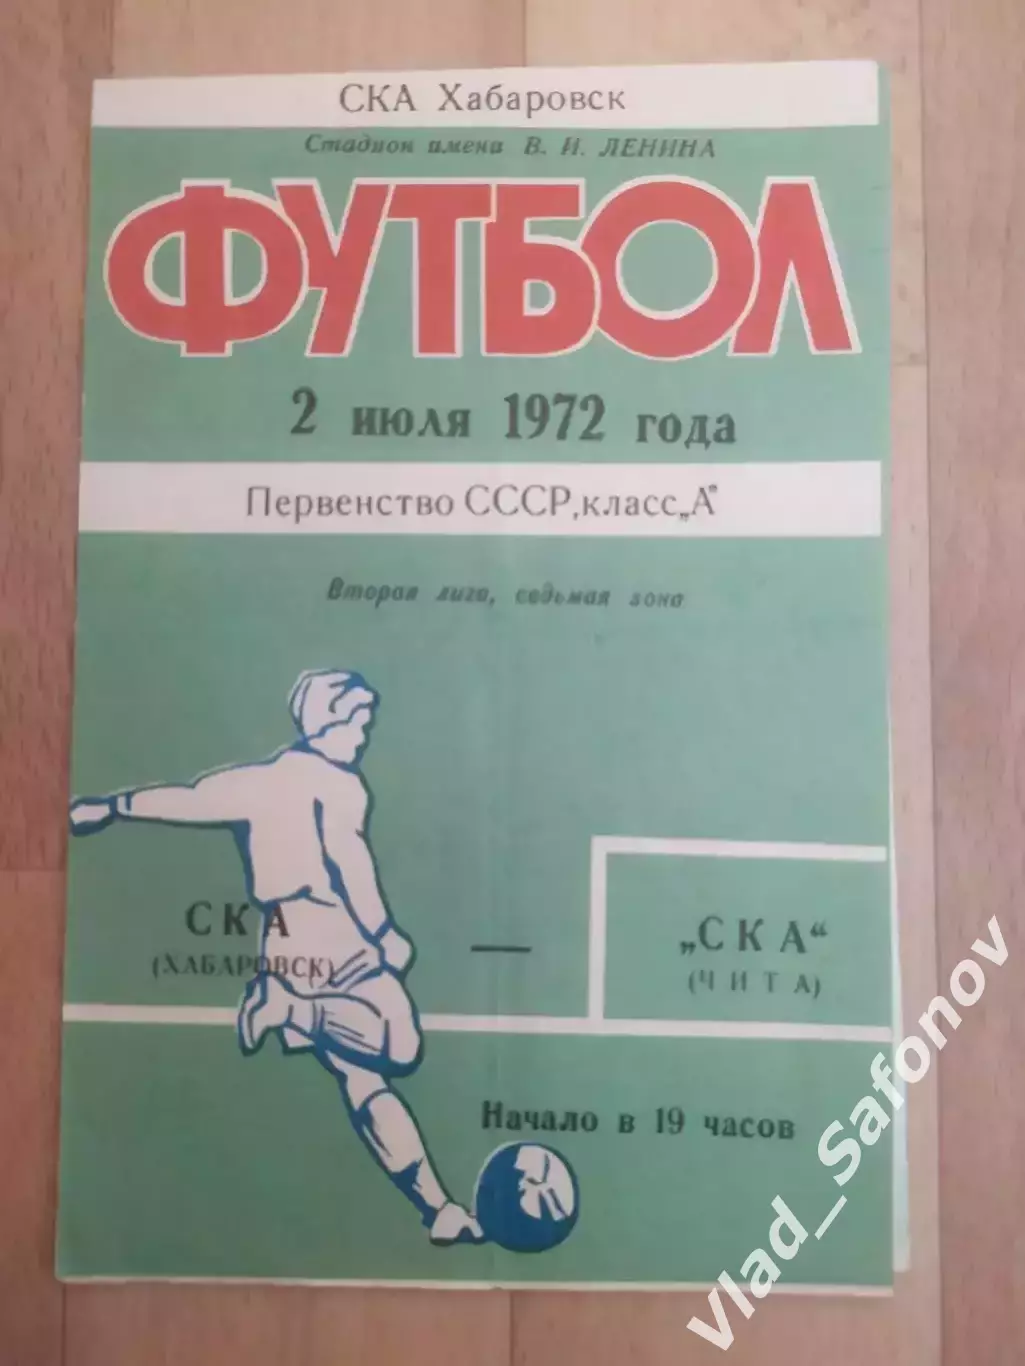 СКА Хабаровск
Стадион имени В. И. ЛЕНИНА
ФУТБОЛ
2 июля 1972 года
Первенство СССР, класс „А"
Вторая лига, седьмая зона
СКА
(ХАБАРОВСК)
—
„СКА“
(ЧИТА)
Начало в 19 часов
Vlad_Safonov